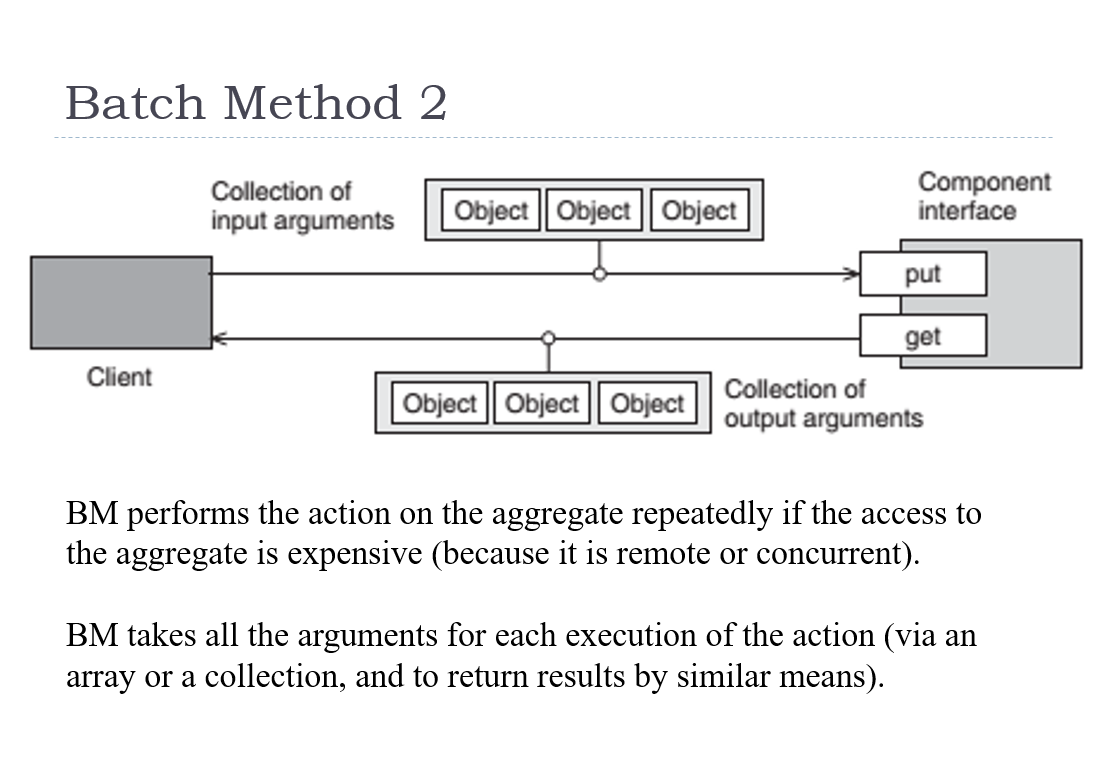 Batch Method 2
Collection of
input arguments
Object Object Object
Component
interface
put
get
Client
Object Object Object
Collection of
output arguments
BM performs the action on the aggregate repeatedly if the access to
the aggregate is expensive (because it is remote or concurrent).
BM takes all the arguments for each execution of the action (via an
array or a collection, and to return results by similar means).